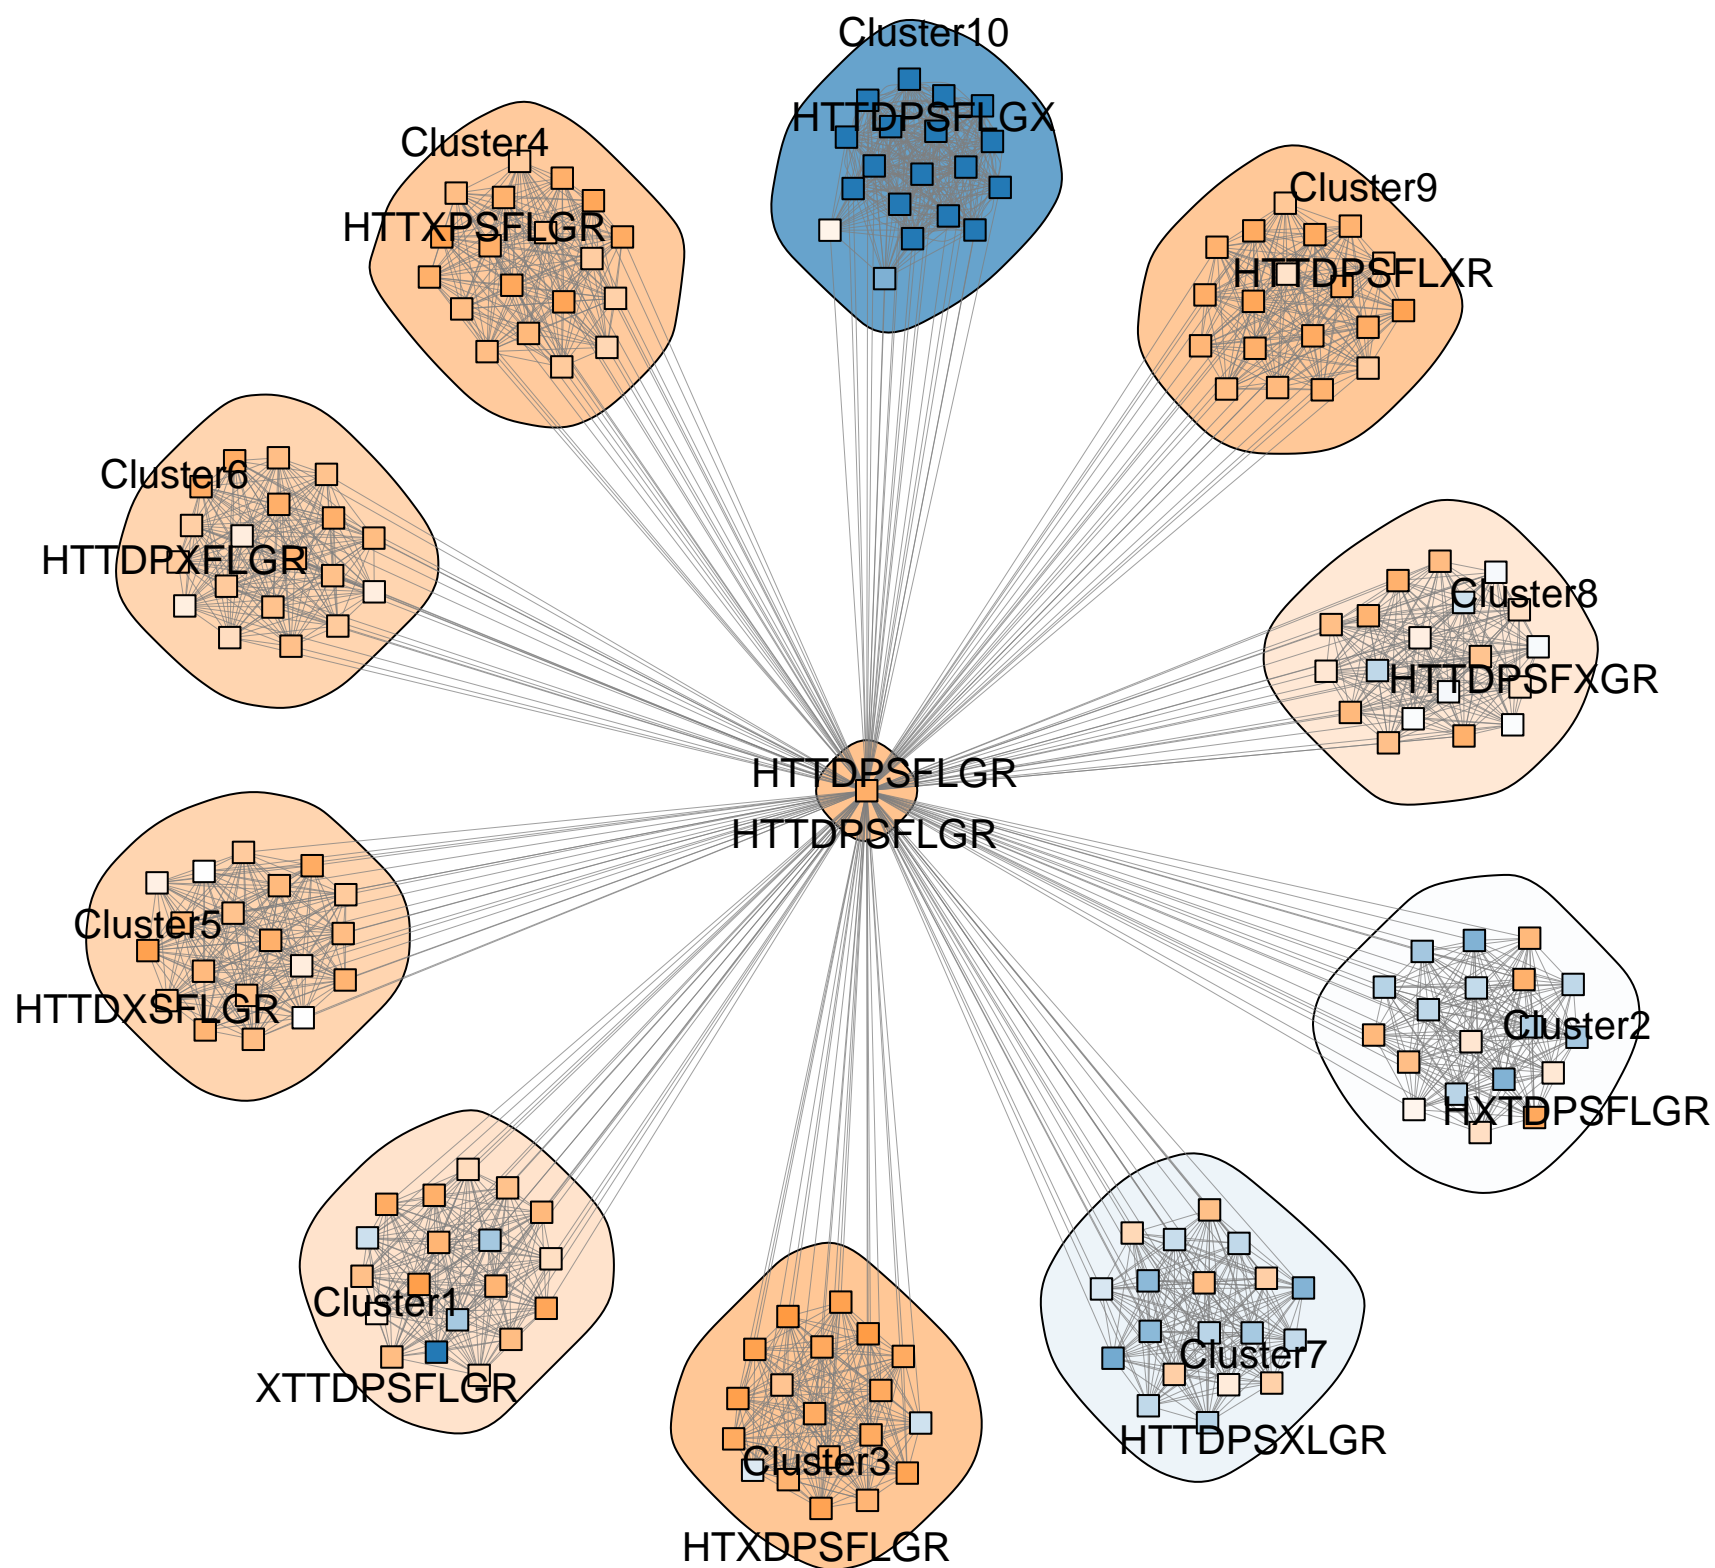 Cluster10
HTTDPSFLGX
Cluster4
HTTXPSFLGR
Cluster9
HTTDPSFLXR
Cluster6
HTTDPXFLGR
Cluster8
HTTDPSFXGR
HTTDPSFLGR
HTTDPSFLGR
Cluster5
HTTDXSFLGR
Cluster2
HXTDPSFLGR
Cluster1
XTTDPSFLGR
Cluster7
HTTDPSXLGR
Cluster3
HTXDPSFLGR